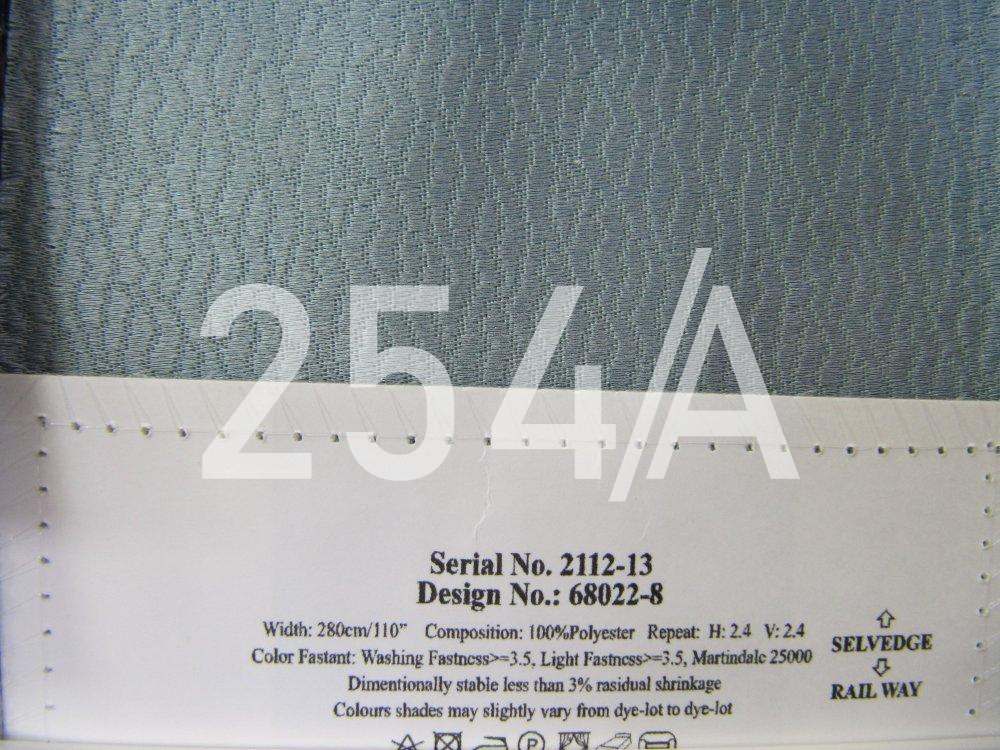 254/A
Serial No. 2112-13
Design No.: 68022-8
Width: 280cm/110" Composition: 100%Polyester Repeat: H: 2.4 V: 2.4
Color Fastant: Washing Fastness>=3.5, Light Fastness>=3.5, Martindale 25000
Dimentionally stable less than 3% rasidual shrinkage
Colours shades may slightly vary from dye-lot to dye-lot
SELVEDGE
RAIL WAY